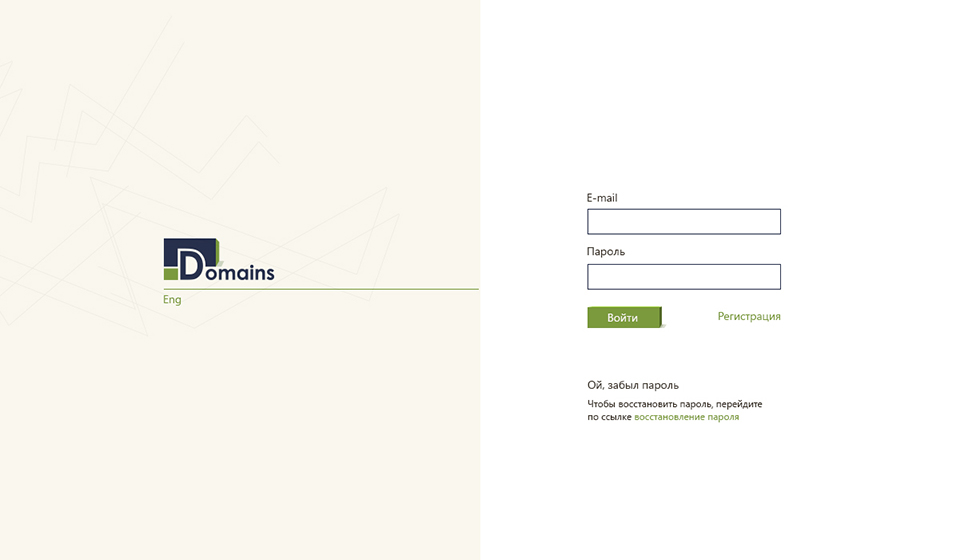 Domains
Eng
E-mail
Пароль
Войти
Регистрация
Ой, забыл пароль
Чтобы восстановить пароль, перейдите
по ссылке восстановление пароля